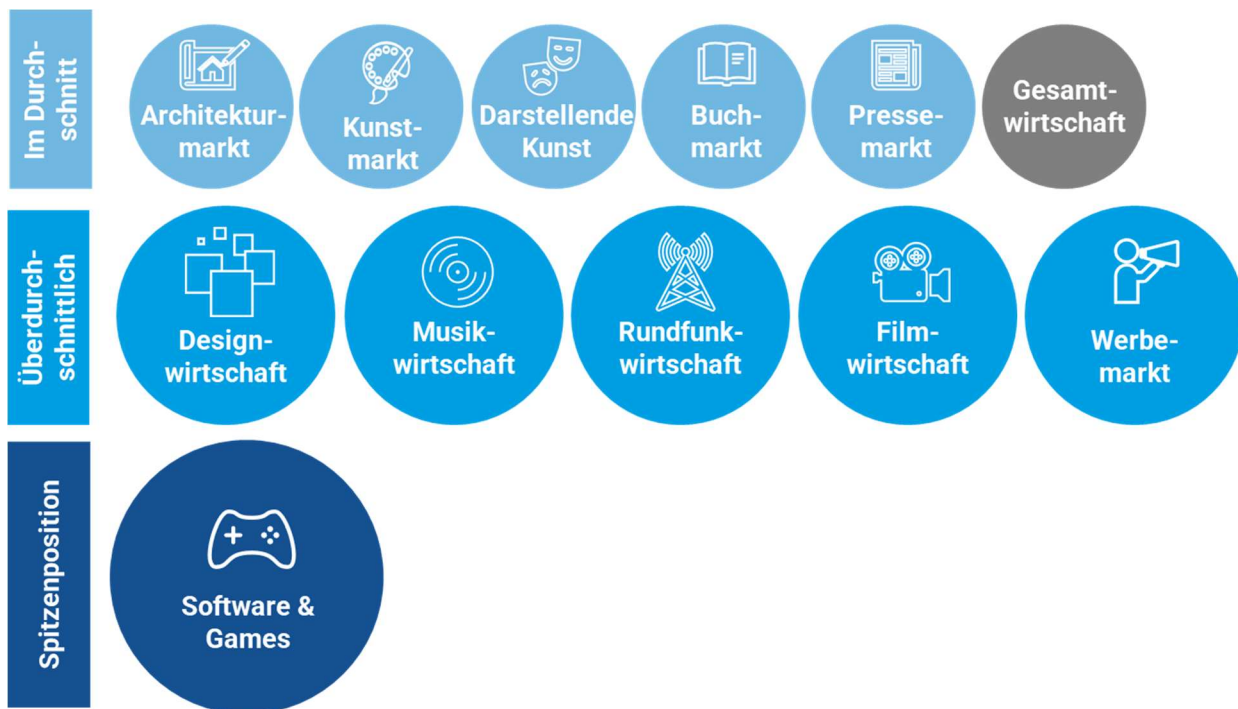 Im Durch-
schnitt
Architektur-
markt
Kunst-
markt
Darstellende
Kunst
Buch-
markt
Presse-
markt
Gesamt-
wirtschaft
Überdurch-
schnittlich
Design-
wirtschaft
Musik-
wirtschaft
Rundfunk-
wirtschaft
Film-
wirtschaft
Werbe-
markt
Spitzenposition
Software &
Games